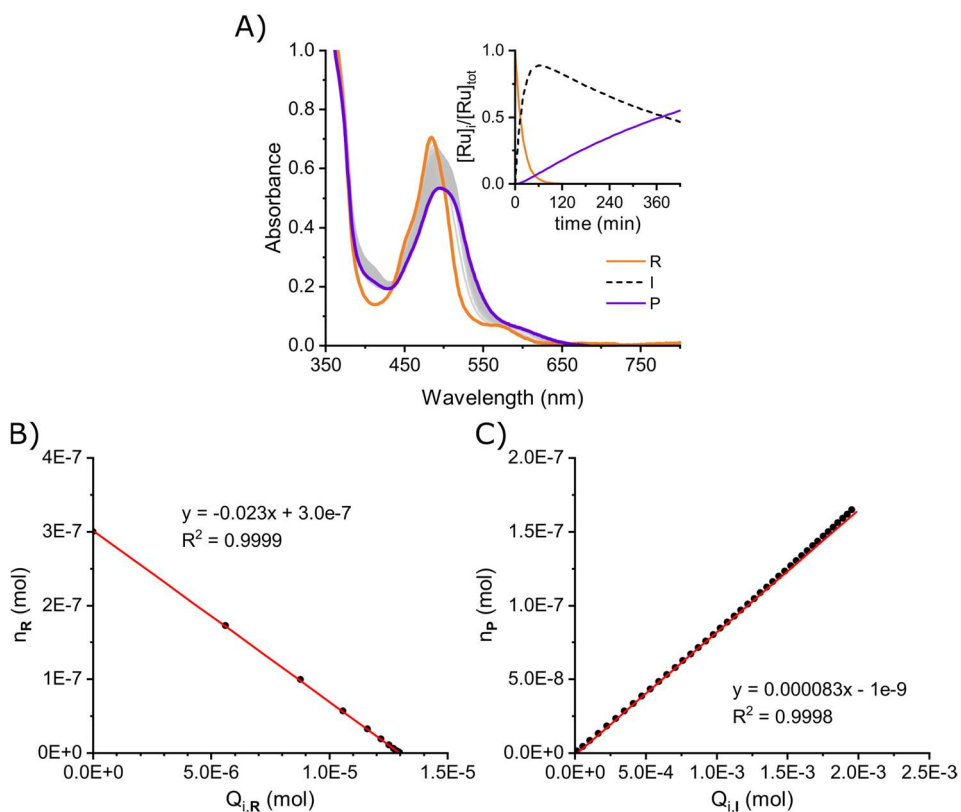 A)
Absorbance
1.0
0.8
0.6
0.4
0.2
0.0
350 450 550 650 750
Wavelength (nm)
[Ru]i/[Ru]tot
1.0
0.5
0.0
0 120 240 360
time (min)
R
I
P
B)
nR (mol)
4E-7
3E-7
2E-7
1E-7
0E+0
0.0E+0 5.0E-6 1.0E-5 1.5E-5
Qi,R (mol)
y = -0.023x + 3.0e-7
R² = 0.9999
C)
nP (mol)
2.0E-7
1.5E-7
1.0E-7
5.0E-8
0.0E+0
0.0E+0 5.0E-4 1.0E-3 1.5E-3 2.0E-3 2.5E-3
Qi,I (mol)
y = 0.000083x - 1e-9
R² = 0.9998